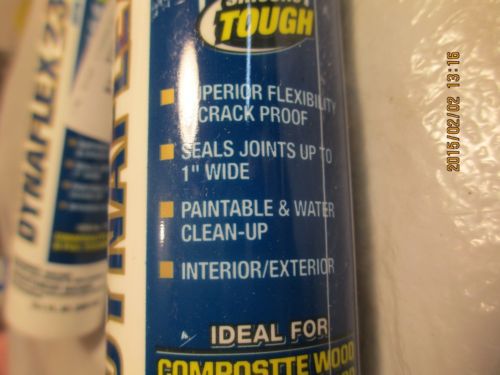 TOUGH
SUPERIOR FLEXIBILITY
CRACK PROOF
SEALS JOINTS UP TO
1" WIDE
PAINTABLE & WATER
CLEAN-UP
INTERIOR/EXTERIOR
IDEAL FOR
COMPOSITE WOOD
DYNAFLEX 23
2015/02/02 13:16